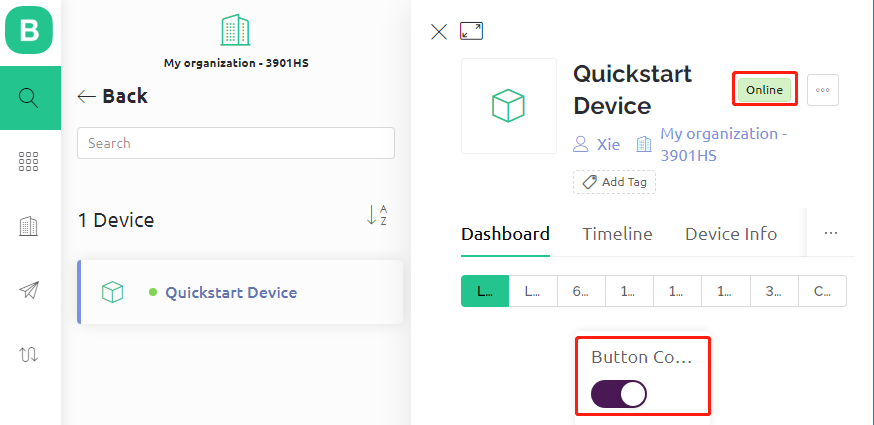 B
My organization - 3901HS
Back
Search
1 Device
A
Z
Quickstart Device
Quickstart
Device
Online
Xie
My organization -
3901HS
Add Tag
Dashboard
Timeline
Device Info
...
L...
L...
6...
1...
1...
1...
3...
C...
Button Co...